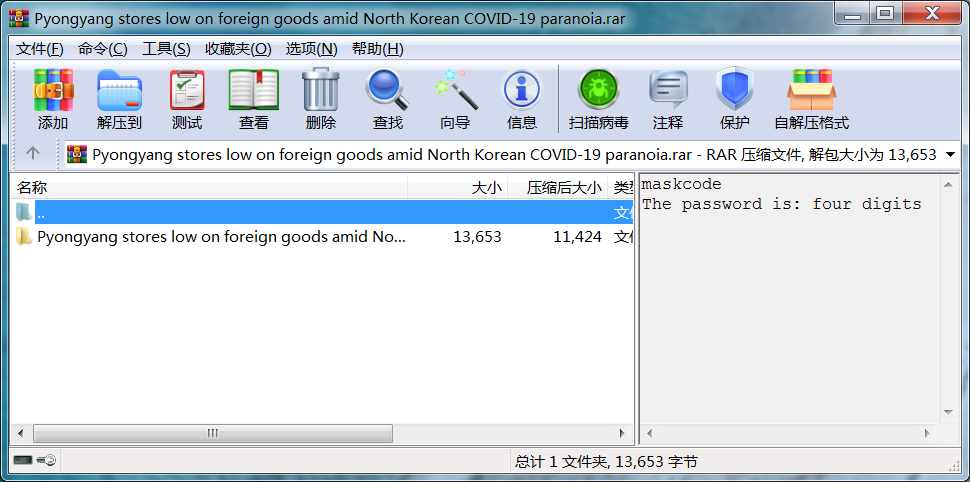 Pyongyang stores low on foreign goods amid North Korean COVID-19 paranoia.rar
文件(F) 命令(C) 工具(S) 收藏夹(O) 选项(N) 帮助(H)
添加 解压到 测试 查看 删除 查找 向导 信息 扫描病毒 注释 保护 自解压格式
Pyongyang stores low on foreign goods amid North Korean COVID-19 paranoia.rar - RAR 压缩文件, 解包大小为 13,653
名称 大小 压缩后大小 类型
.. 文件
Pyongyang stores low on foreign goods amid No... 13,653 11,424 文件
maskcode
The password is: four digits
总计 1 文件夹, 13,653 字节